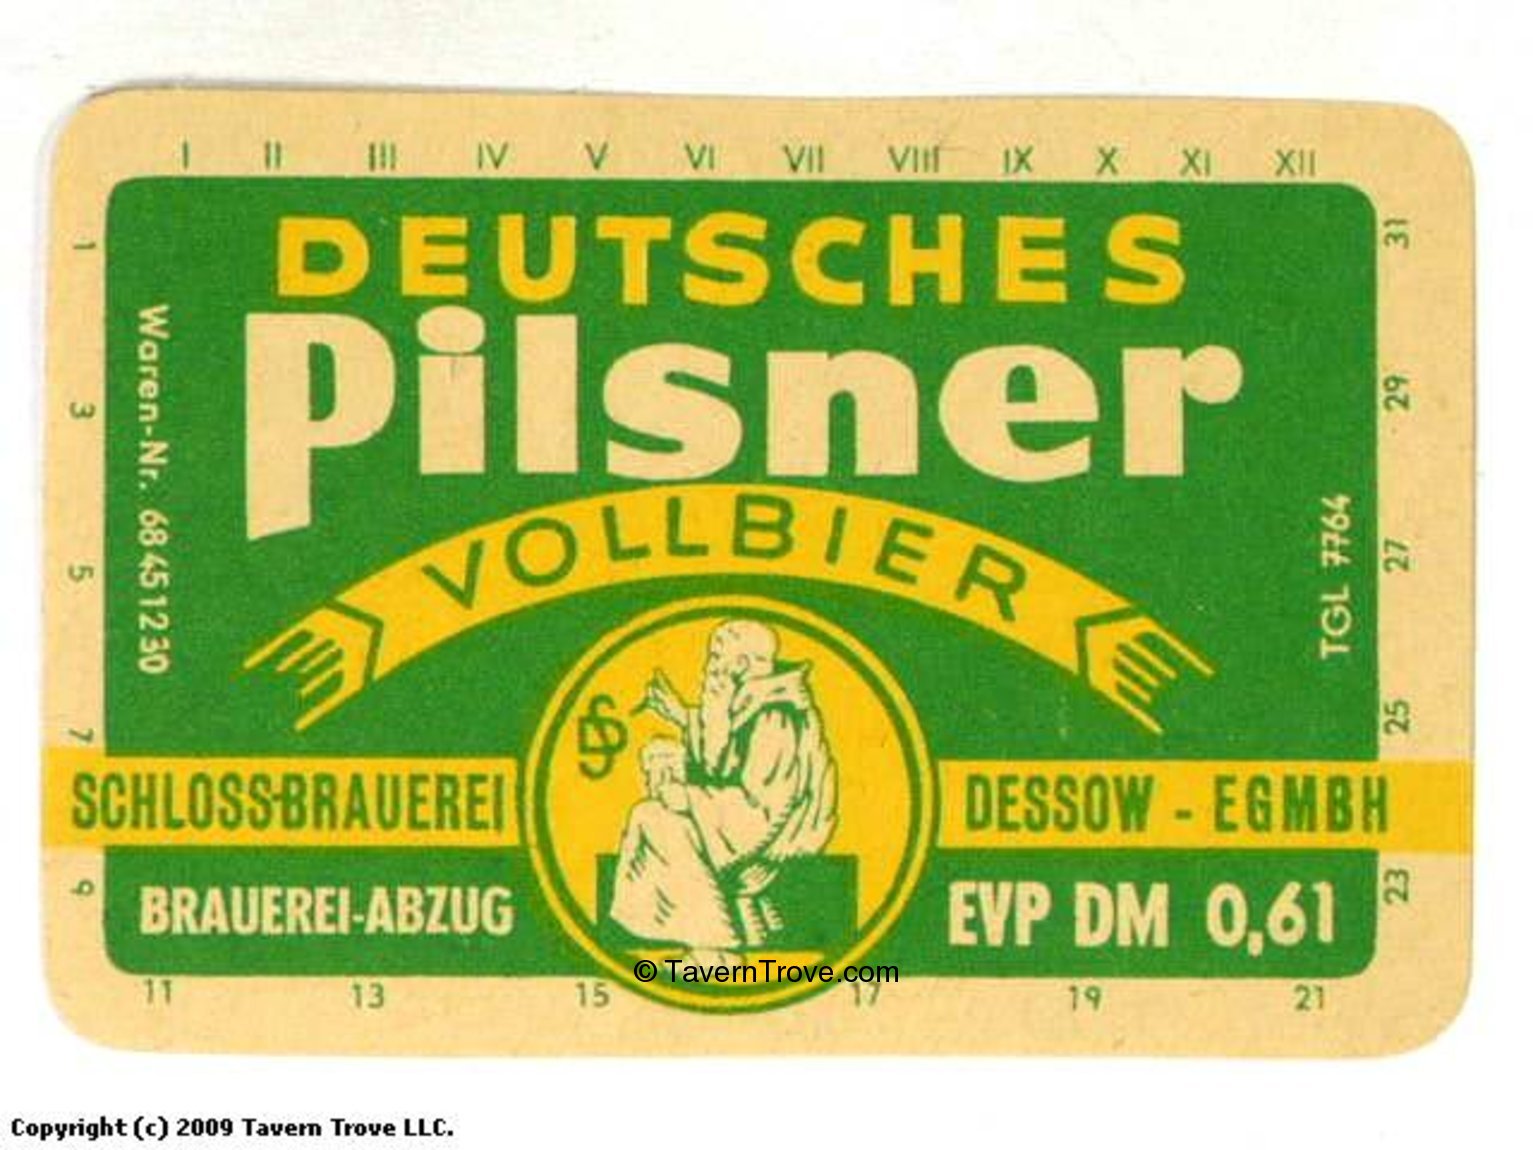 I II III IV V VI VII VIII IX X XI XII
DEUTSCHES
Pilsner
VOLLBIER
Waren-Nr. 68451230
TGL 7764
1
3
5
7
9
31
29
27
25
23
DS
SCHLOSS-BRAUEREI
DESSOW - EGMBH
BRAUEREI-ABZUG
EVP DM 0,61
© TavernTrove.com
11 13 15 17 19 21
Copyright (c) 2009 Tavern Trove LLC.